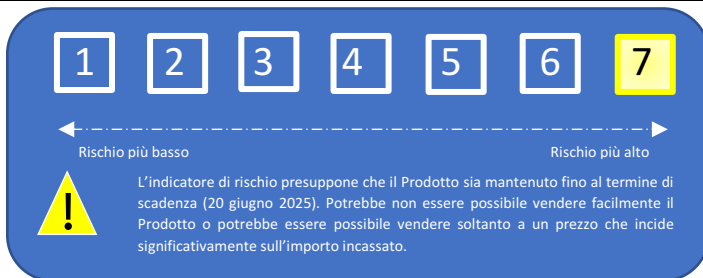 1 2 3 4 5 6 7
Rischio più basso Rischio più alto
!
L'indicatore di rischio presuppone che il Prodotto sia mantenuto fino al termine di
scadenza (20 giugno 2025). Potrebbe non essere possibile vendere facilmente il
Prodotto o potrebbe essere possibile vendere soltanto a un prezzo che incide
significativamente sull'importo incassato.